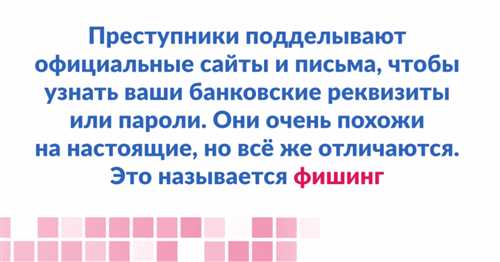 Преступники подделывают
официальные сайты и письма, чтобы
узнать ваши банковские реквизиты
или пароли. Они очень похожи
на настоящие, но всё же отличаются.
Это называется фишинг